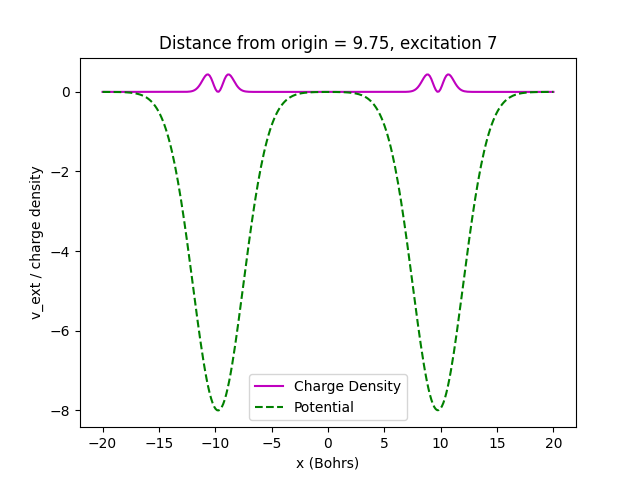 Distance from origin = 9.75, excitation 7
v_ext / charge density
0
−2
−4
−6
−8
Charge Density
Potential
−20 −15 −10 −5 0 5 10 15 20
x (Bohrs)